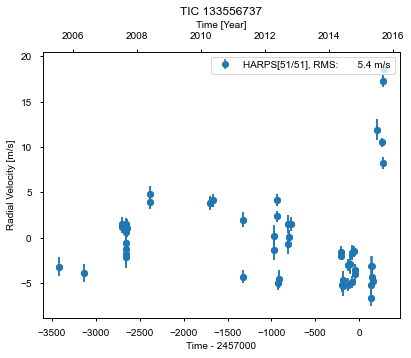 TIC 133556737
Time [Year]
2006 2008 2010 2012 2014 2016
HARPS[51/51], RMS: 5.4 m/s
Radial Velocity [m/s]
20
15
10
5
0
−5
−3500 −3000 −2500 −2000 −1500 −1000 −500 0
Time - 2457000